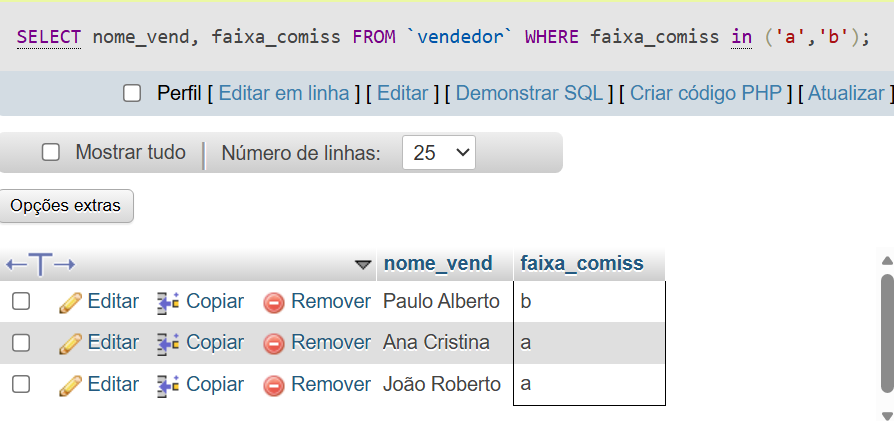 SELECT nome_vend, faixa_comiss FROM `vendedor` WHERE faixa_comiss in ('a','b');
Perfil [ Editar em linha ] [ Editar ] [ Demonstrar SQL ] [ Criar código PHP ] [ Atualizar ]
Mostrar tudo | Número de linhas: 25
Opções extras
←T→ nome_vend faixa_comiss
Editar Copiar Remover Paulo Alberto b
Editar Copiar Remover Ana Cristina a
Editar Copiar Remover João Roberto a